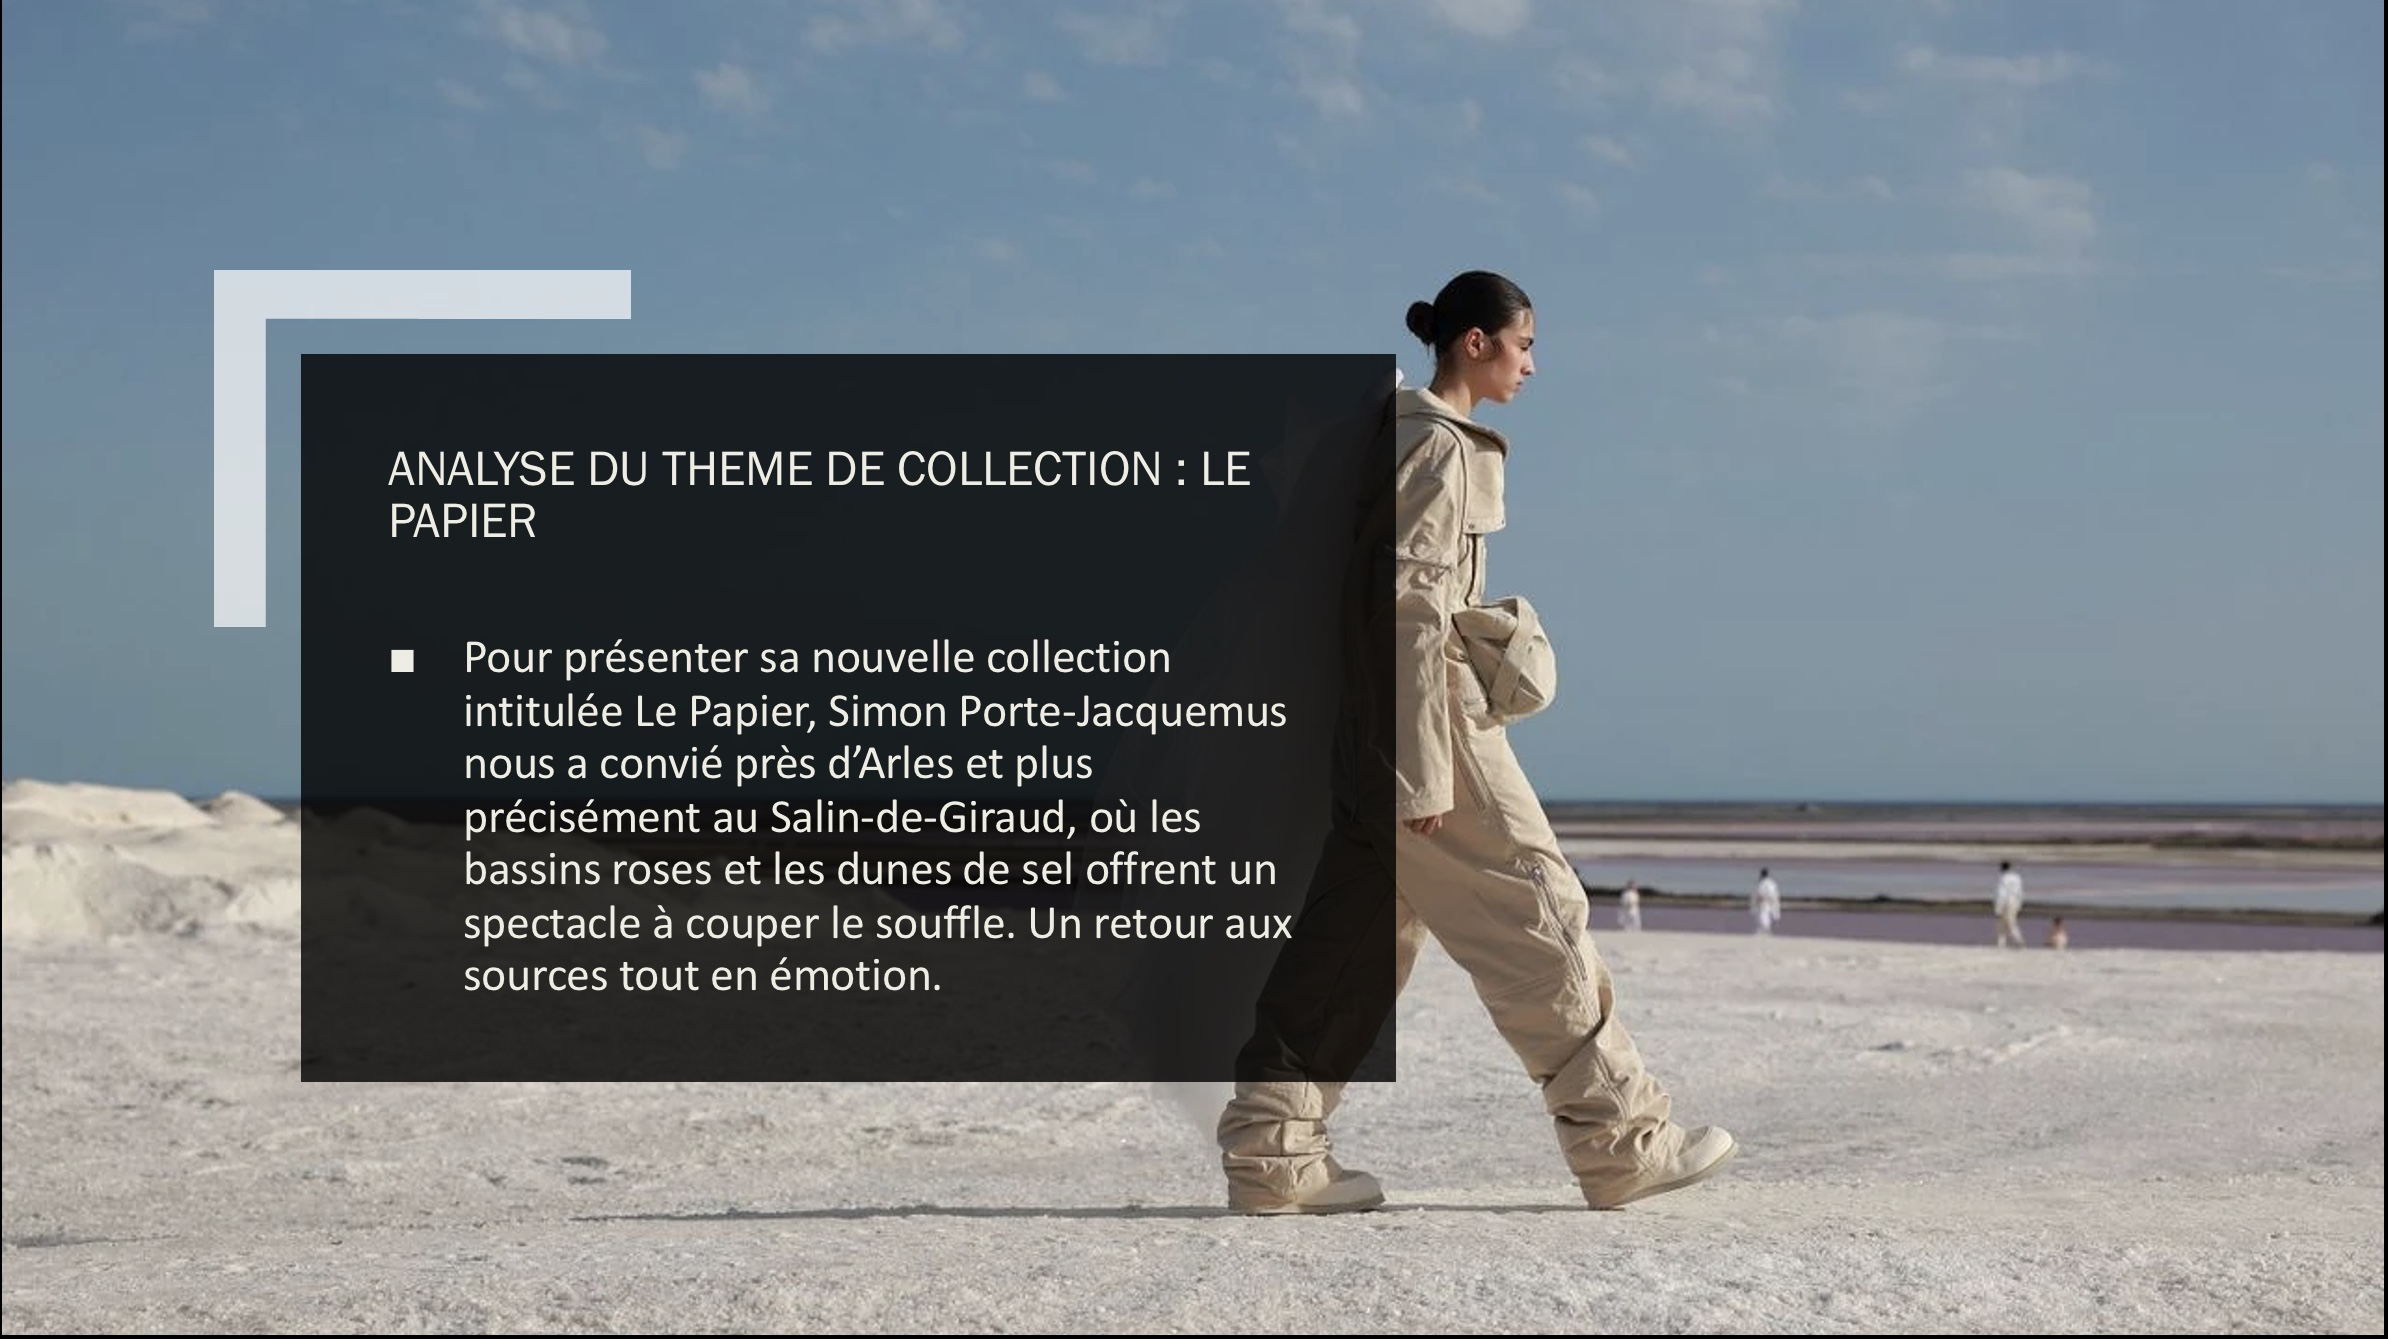 ANALYSE DU THEME DE COLLECTION : LE
PAPIER
■ Pour présenter sa nouvelle collection
intitulée Le Papier, Simon Porte-Jacquemus
nous a convié près d’Arles et plus
précisément au Salin-de-Giraud, où les
bassins roses et les dunes de sel offrent un
spectacle à couper le souffle. Un retour aux
sources tout en émotion.